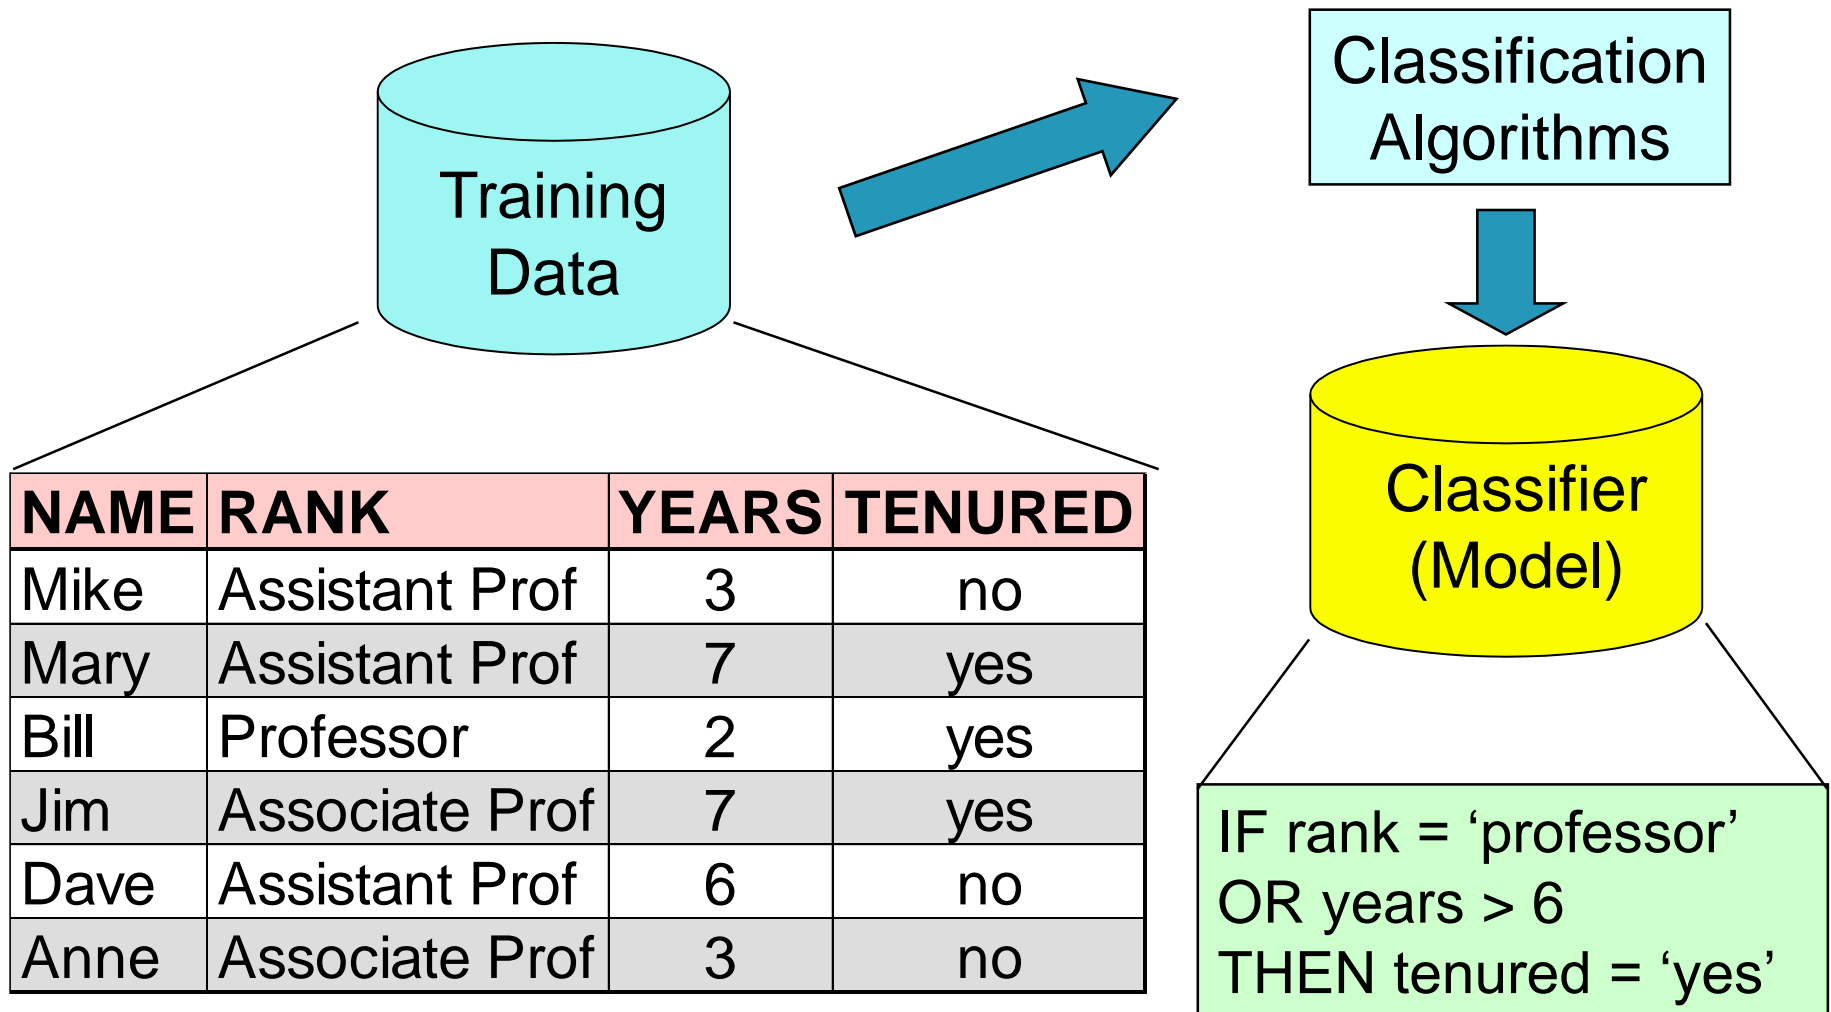 Training
Data
Classification
Algorithms
NAME RANK YEARS TENURED
Mike Assistant Prof 3 no
Mary Assistant Prof 7 yes
Bill Professor 2 yes
Jim Associate Prof 7 yes
Dave Assistant Prof 6 no
Anne Associate Prof 3 no
Classifier
(Model)
IF rank = ‘professor’
OR years > 6
THEN tenured = ‘yes’